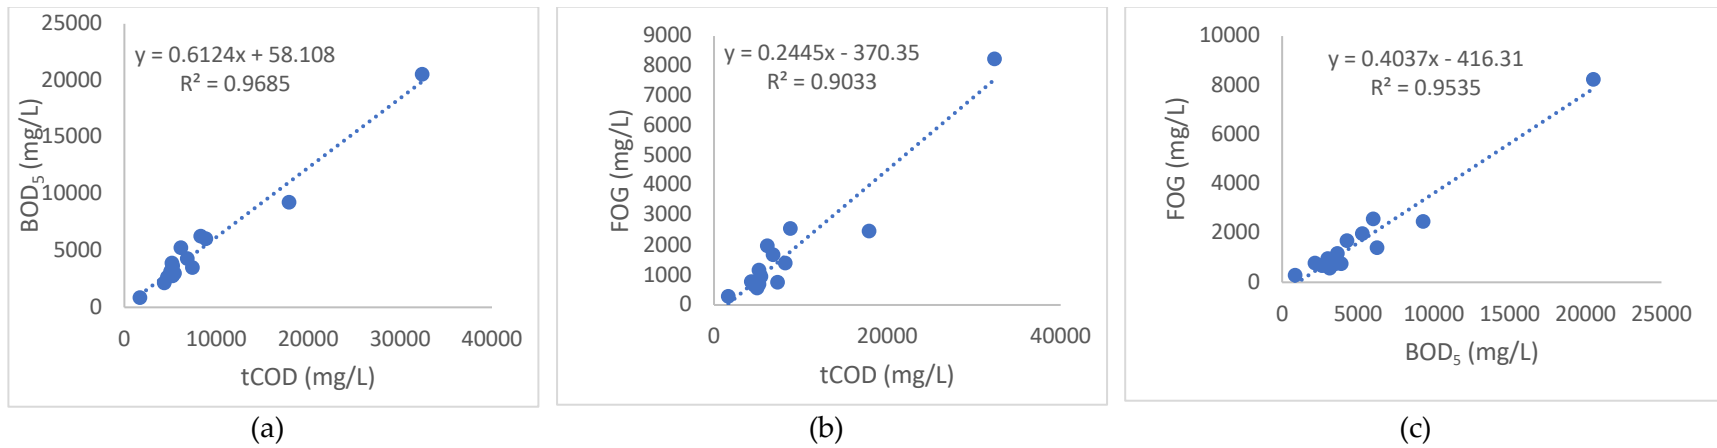 25000
20000
15000
10000
5000
0
BOD₅ (mg/L)
y = 0.6124x + 58.108
R² = 0.9685
0 10000 20000 30000 40000
tCOD (mg/L)
(a)
9000
8000
7000
6000
5000
4000
3000
2000
1000
0
FOG (mg/L)
y = 0.2445x - 370.35
R² = 0.9033
0 20000 40000
tCOD (mg/L)
(b)
10000
8000
6000
4000
2000
0
FOG (mg/L)
y = 0.4037x - 416.31
R² = 0.9535
0 5000 10000 15000 20000 25000
BOD₅ (mg/L)
(c)